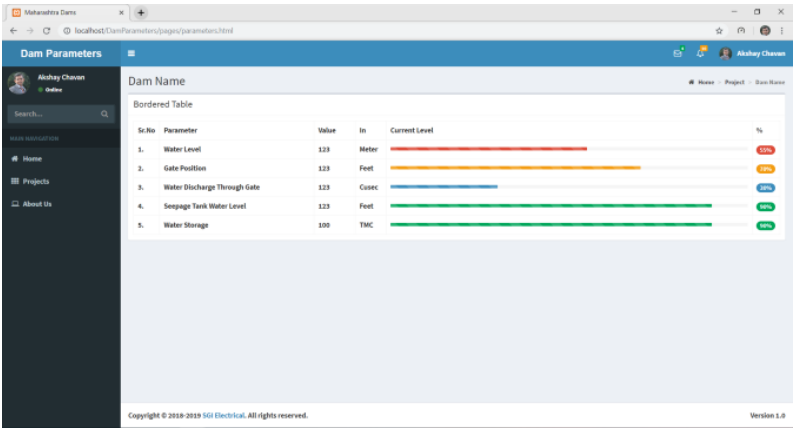 Maharashtra Dams
localhost/DamParameters/pages/parameters.html
Dam Parameters
Akshay Chavan
Akshay Chavan
Online
Search...
MAIN NAVIGATION
Home
Projects
About Us
Dam Name
Home > Project > Dam Name
Bordered Table
Sr.No Parameter Value In Current Level %
1. Water Level 123 Meter 55%
2. Gate Position 123 Feet 70%
3. Water Discharge Through Gate 123 Cusec 30%
4. Seepage Tank Water Level 123 Feet 90%
5. Water Storage 100 TMC 90%
Copyright © 2018-2019 SGI Electrical. All rights reserved.
Version 1.0